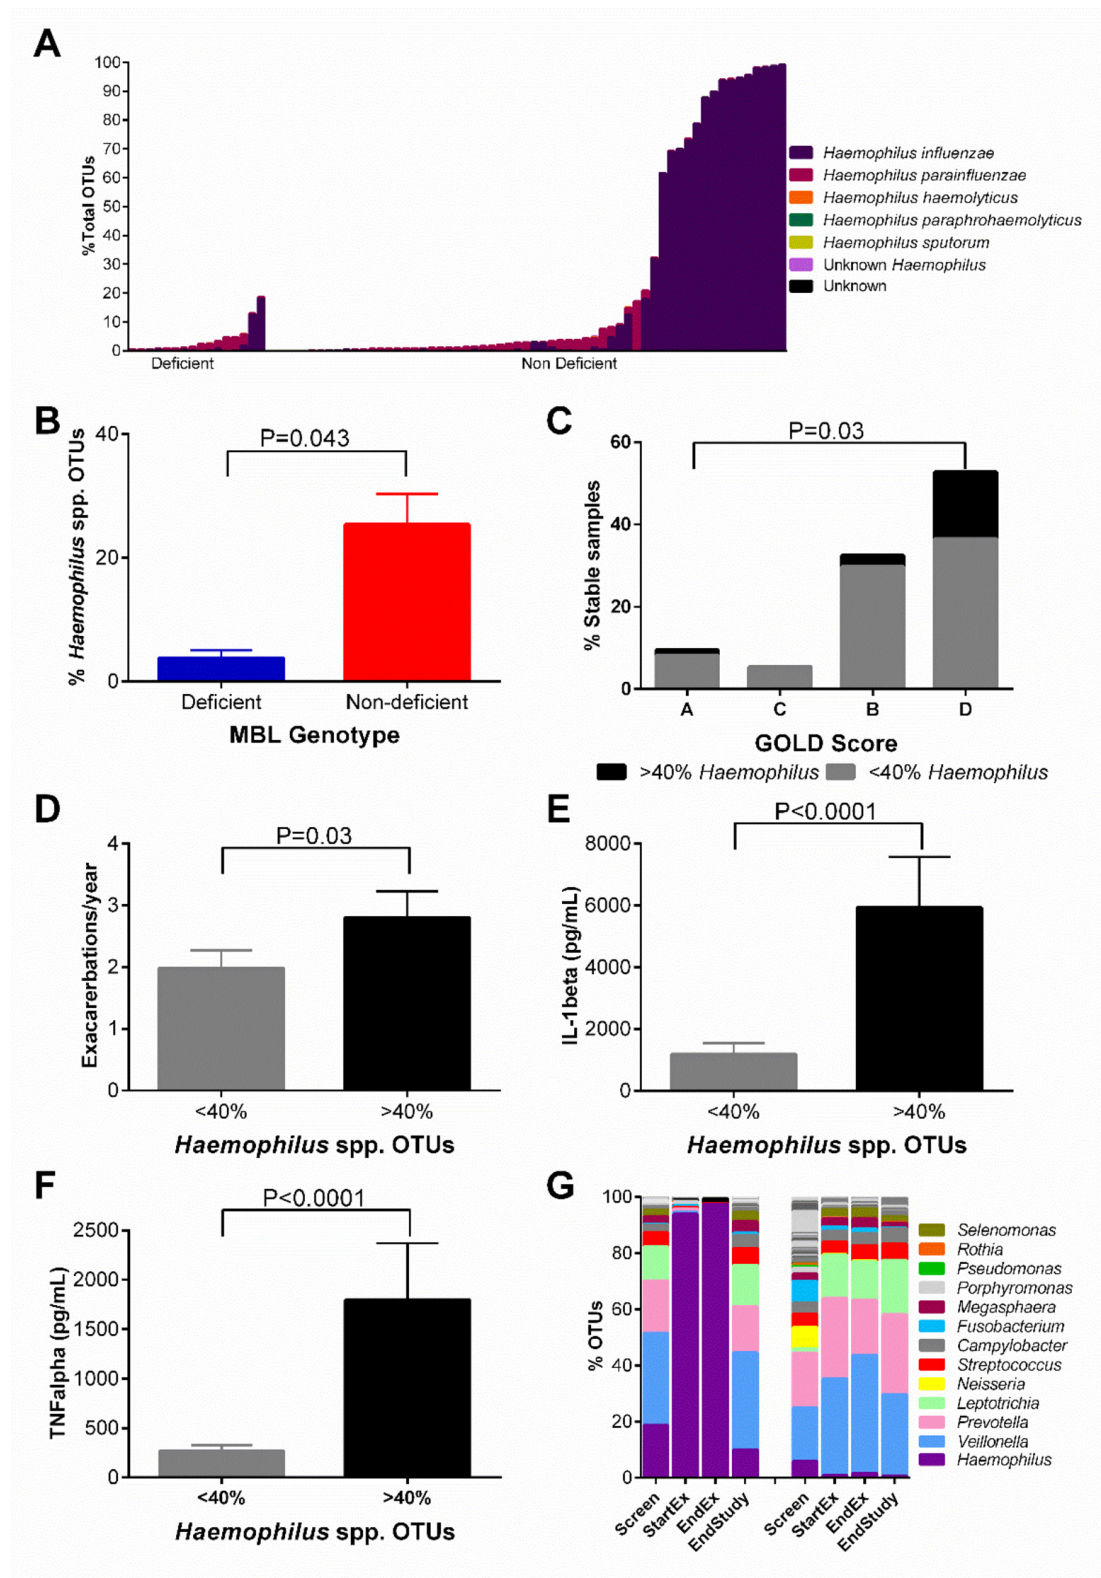 A
100
90
80
70
60
50
40
30
20
10
0
%Total OTUs
Deficient
Non Deficient
Haemophilus influenzae
Haemophilus parainfluenzae
Haemophilus haemolyticus
Haemophilus paraphrohaemolyticus
Haemophilus sputorum
Unknown Haemophilus
Unknown
B
P=0.043
40
20
0
% Haemophilus spp. OTUs
Deficient
Non-deficient
MBL Genotype
C
P=0.03
60
40
20
0
% Stable samples
A
C
B
D
GOLD Score
>40% Haemophilus
<40% Haemophilus
D
P=0.03
4
3
2
1
0
Exacarerbations/year
<40%
>40%
Haemophilus spp. OTUs
E
P<0.0001
8000
6000
4000
2000
0
IL-1beta (pg/mL)
<40%
>40%
Haemophilus spp. OTUs
F
P<0.0001
2500
2000
1500
1000
500
0
TNFalpha (pg/mL)
<40%
>40%
Haemophilus spp. OTUs
G
100
80
60
40
20
0
% OTUs
Screen
StartEx
EndEx
EndStudy
Screen
StartEx
EndEx
EndStudy
Selenomonas
Rothia
Pseudomonas
Porphyromonas
Megasphaera
Fusobacterium
Campylobacter
Streptococcus
Neisseria
Leptotrichia
Prevotella
Veillonella
Haemophilus